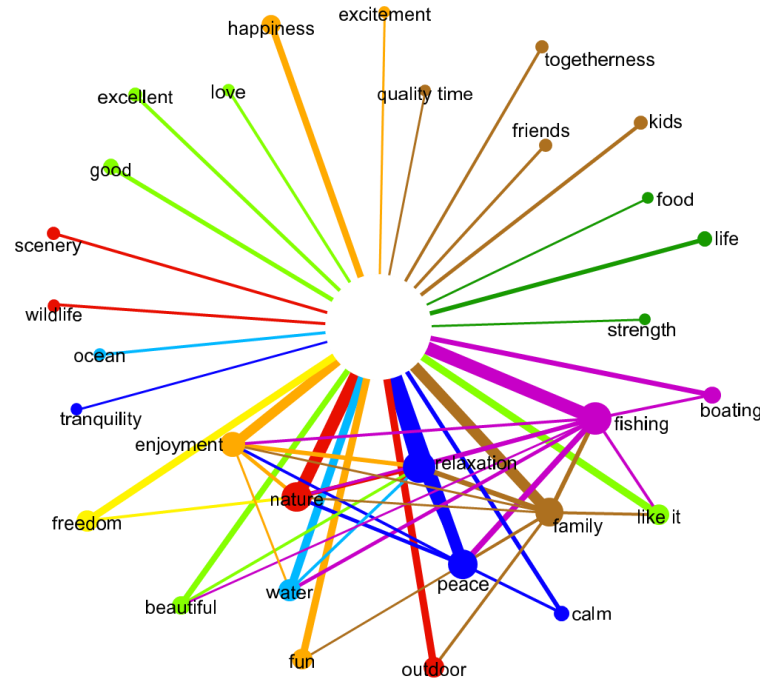 excitement
happiness
togetherness
excellent
love
quality time
kids
friends
good
food
life
scenery
wildlife
strength
ocean
tranquility
boating
enjoyment
fishing
relaxation
nature
freedom
family
like it
peace
beautiful
water
calm
fun
outdoor